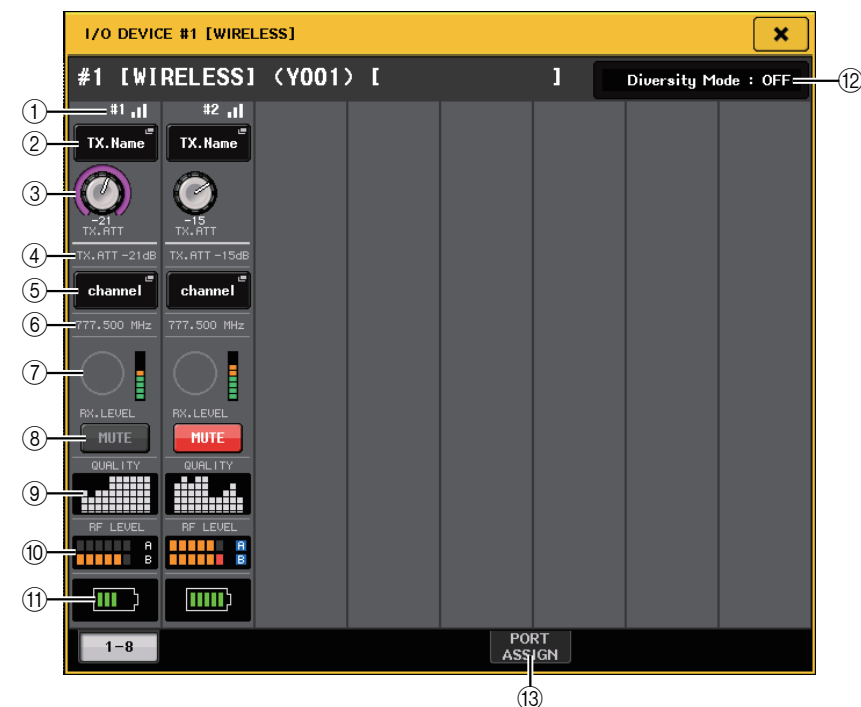 I/O DEVICE #1 [WIRELESS]
#1 [WIRELESS] (Y001) [ ]
Diversity Mode : OFF
⑫
① #1 #2
② TX.Name TX.Name
③
-21 -15
TX.ATT TX.ATT
④ TX.ATT -21dB TX.ATT -15dB
⑤ channel channel
⑥ 777.500 MHz 777.500 MHz
⑦
RX.LEVEL RX.LEVEL
⑧ MUTE MUTE
QUALITY QUALITY
⑨
RF LEVEL RF LEVEL
⑩ A A
B B
⑪
1-8
PORT
ASSIGN
⑬